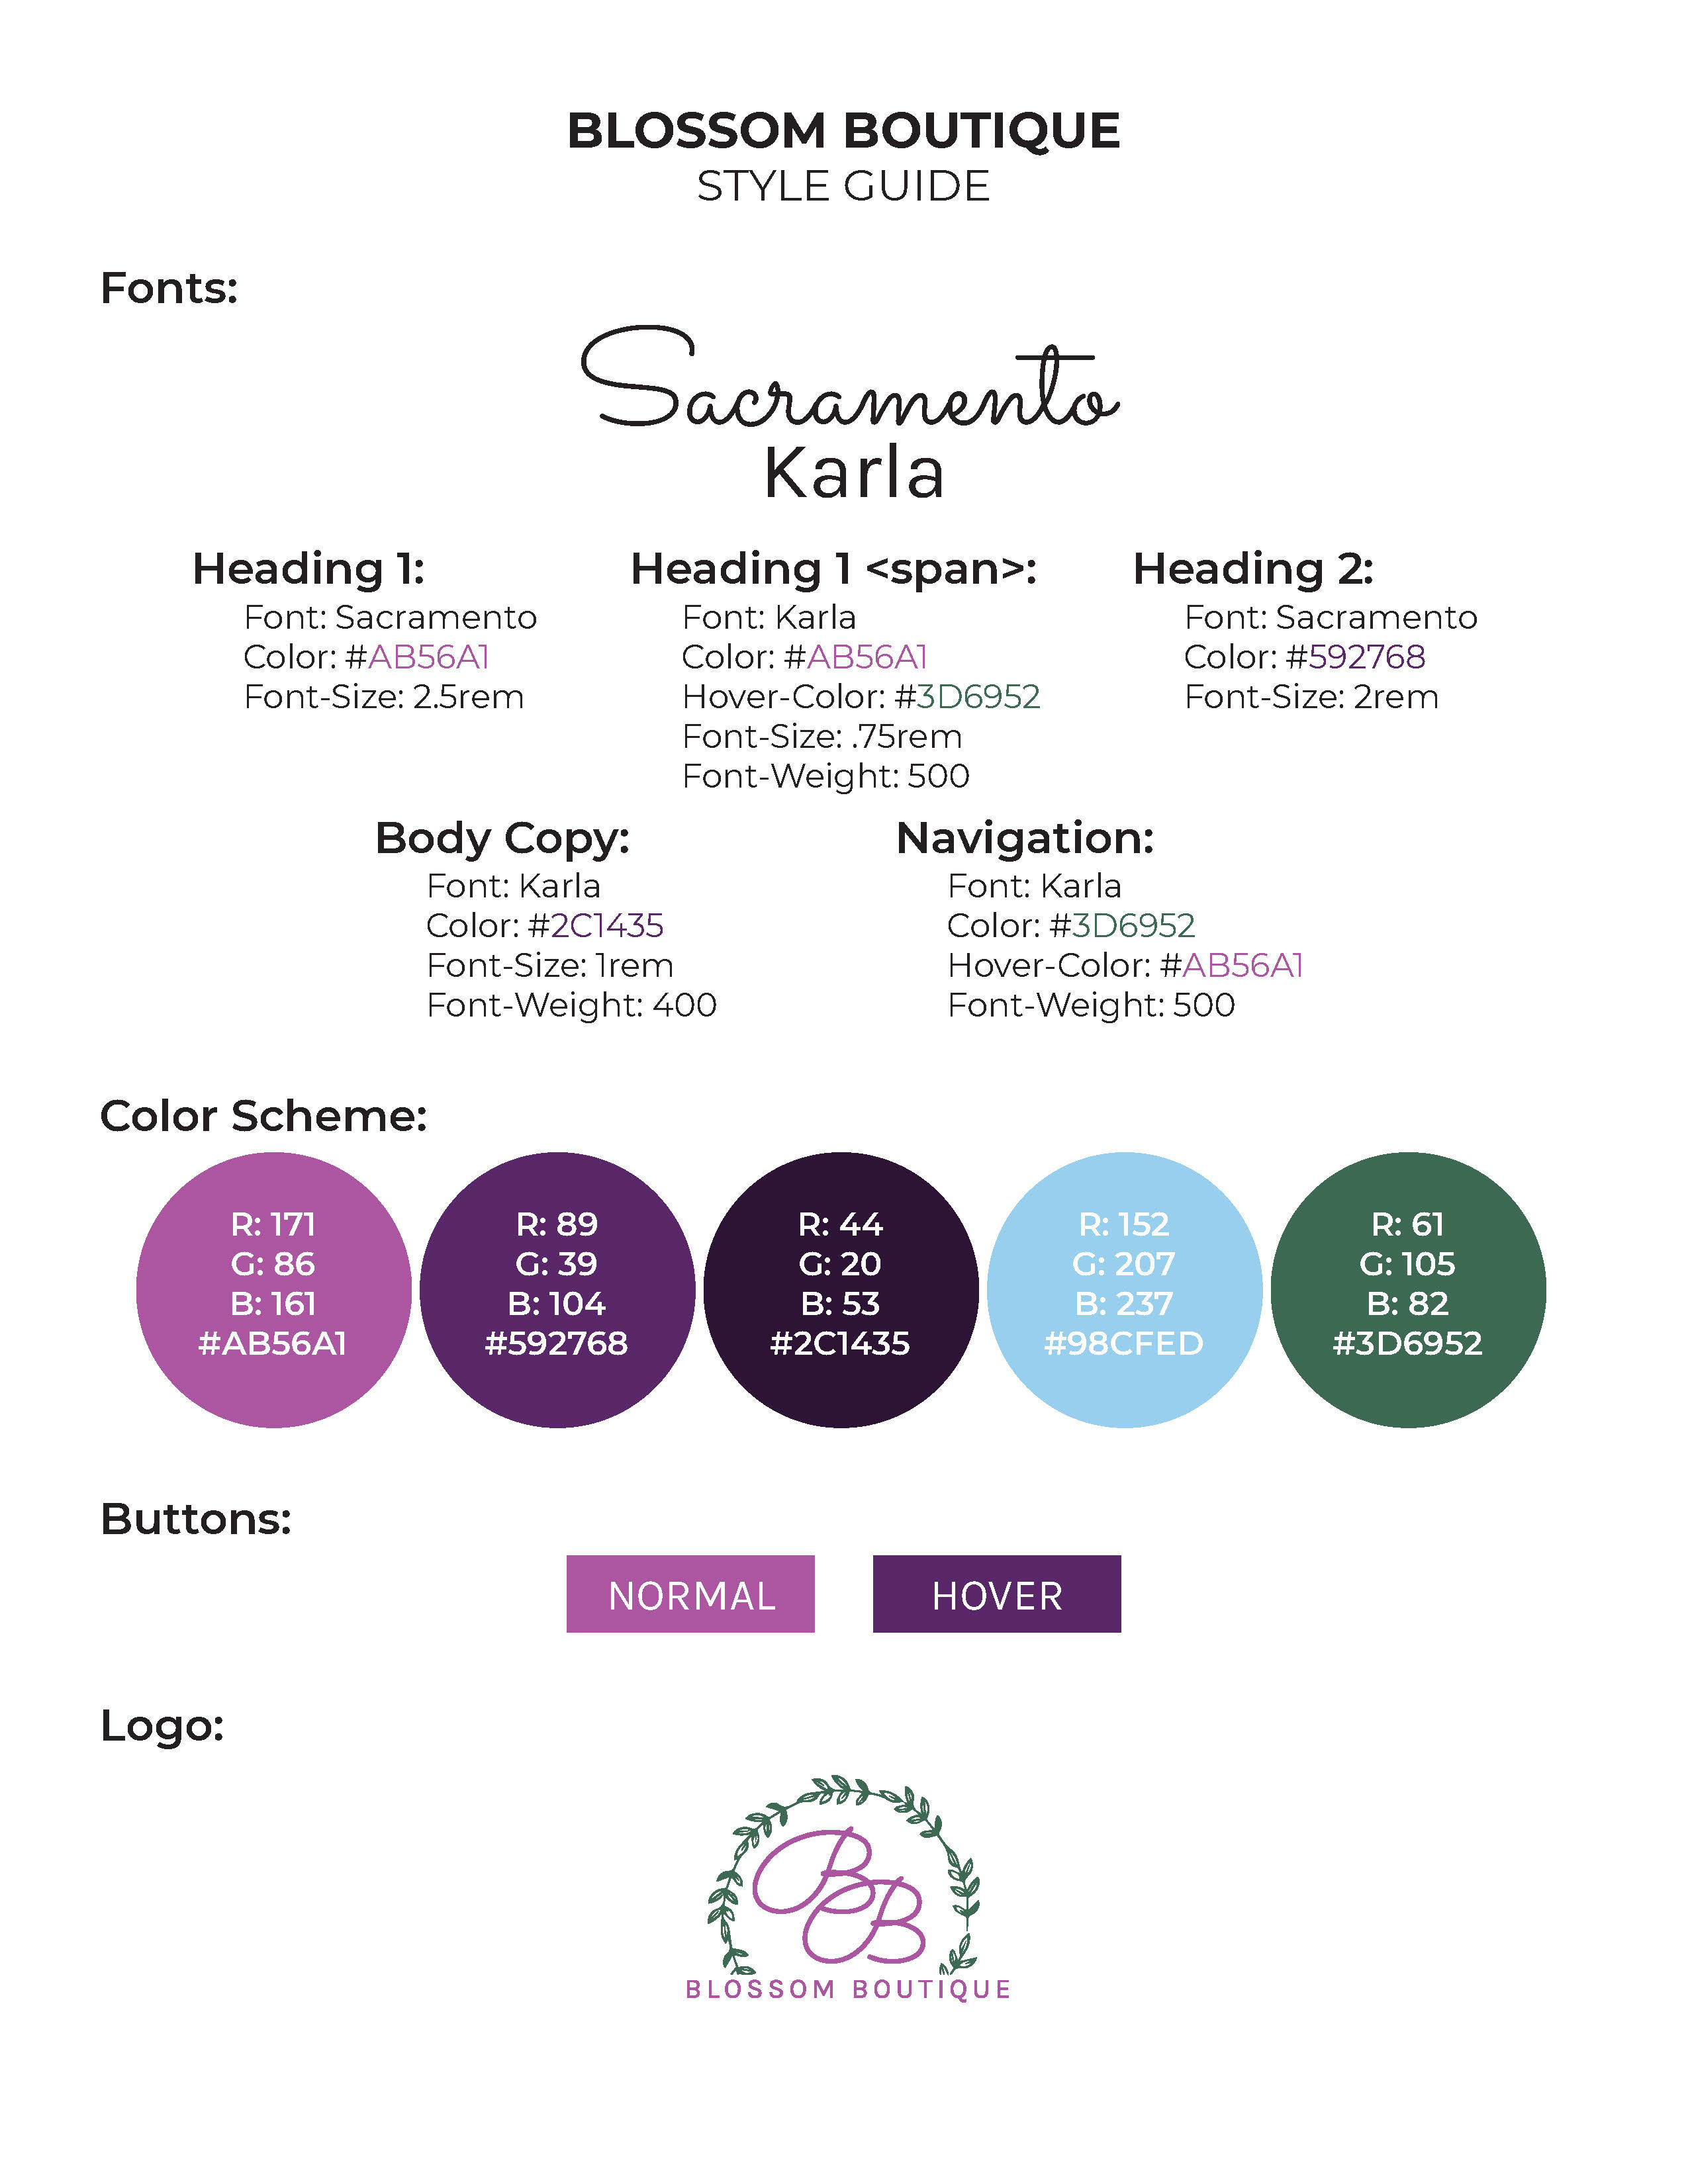 BLOSSOM BOUTIQUE
STYLE GUIDE
Fonts:
Sacramento
Karla
Heading 1:
Font: Sacramento
Color: #AB56A1
Font-Size: 2.5rem
Heading 1 <span>:
Font: Karla
Color: #AB56A1
Hover-Color: #3D6952
Font-Size: .75rem
Font-Weight: 500
Heading 2:
Font: Sacramento
Color: #592768
Font-Size: 2rem
Body Copy:
Font: Karla
Color: #2C1435
Font-Size: 1rem
Font-Weight: 400
Navigation:
Font: Karla
Color: #3D6952
Hover-Color: #AB56A1
Font-Weight: 500
Color Scheme:
R: 171
G: 86
B: 161
#AB56A1
R: 89
G: 39
B: 104
#592768
R: 44
G: 20
B: 53
#2C1435
R: 152
G: 207
B: 237
#98CFED
R: 61
G: 105
B: 82
#3D6952
Buttons:
NORMAL
HOVER
Logo:
BB
BLOSSOM BOUTIQUE